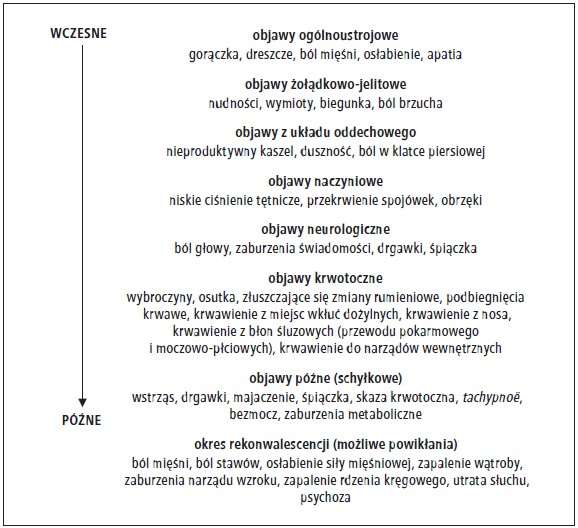 WCZESNE
objawy ogólnoustrojowe
gorączka, dreszcze, ból mięśni, osłabienie, apatia
objawy żołądkowo-jelitowe
nudności, wymioty, biegunka, ból brzucha
objawy z układu oddechowego
nieproduktywny kaszel, duszność, ból w klatce piersiowej
objawy naczyniowe
niskie ciśnienie tętnicze, przekrwienie spojówek, obrzęki
objawy neurologiczne
ból głowy, zaburzenia świadomości, drgawki, śpiączka
objawy krwotoczne
wybroczyny, osutka, złuszczające się zmiany rumieniowe, podbiegnięcia
krwawe, krwawienie z miejsc wkłuć dożylnych, krwawienie z nosa,
krwawienie z błon śluzowych (przewodu pokarmowego
i moczowo-płciowych), krwawienie do narządów wewnętrznych
objawy późne (schyłkowe)
wstrząs, drgawki, majaczenie, śpiączka, skaza krwotoczna, tachypnoë,
bezmocz, zaburzenia metaboliczne
PÓŹNE
okres rekonwalescencji (możliwe powikłania)
ból mięśni, ból stawów, osłabienie siły mięśniowej, zapalenie wątroby,
zaburzenia narządu wzroku, zapalenie rdzenia kręgowego, utrata słuchu,
psychoza